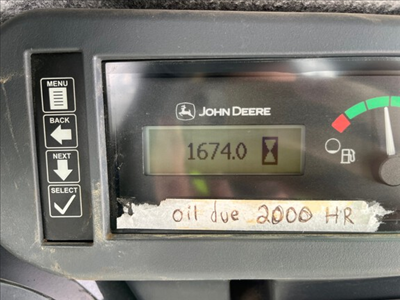 MENU
BACK
NEXT
SELECT
JOHN DEERE
1674.0
oil due 2000 HR